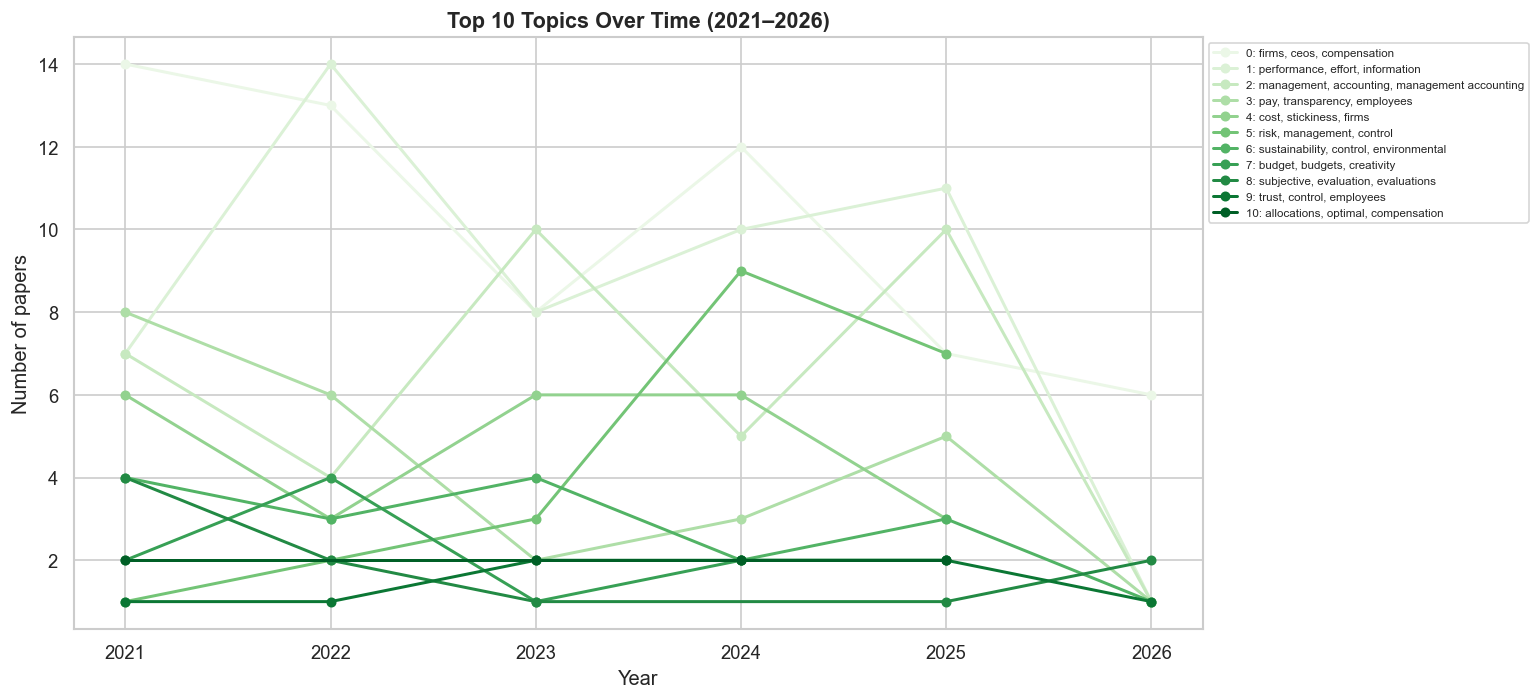 Top 10 Topics Over Time (2021–2026)
14
12
10
8
6
4
2
Number of papers
2021 2022 2023 2024 2025 2026
Year
0: firms, ceos, compensation
1: performance, effort, information
2: management, accounting, management accounting
3: pay, transparency, employees
4: cost, stickiness, firms
5: risk, management, control
6: sustainability, control, environmental
7: budget, budgets, creativity
8: subjective, evaluation, evaluations
9: trust, control, employees
10: allocations, optimal, compensation